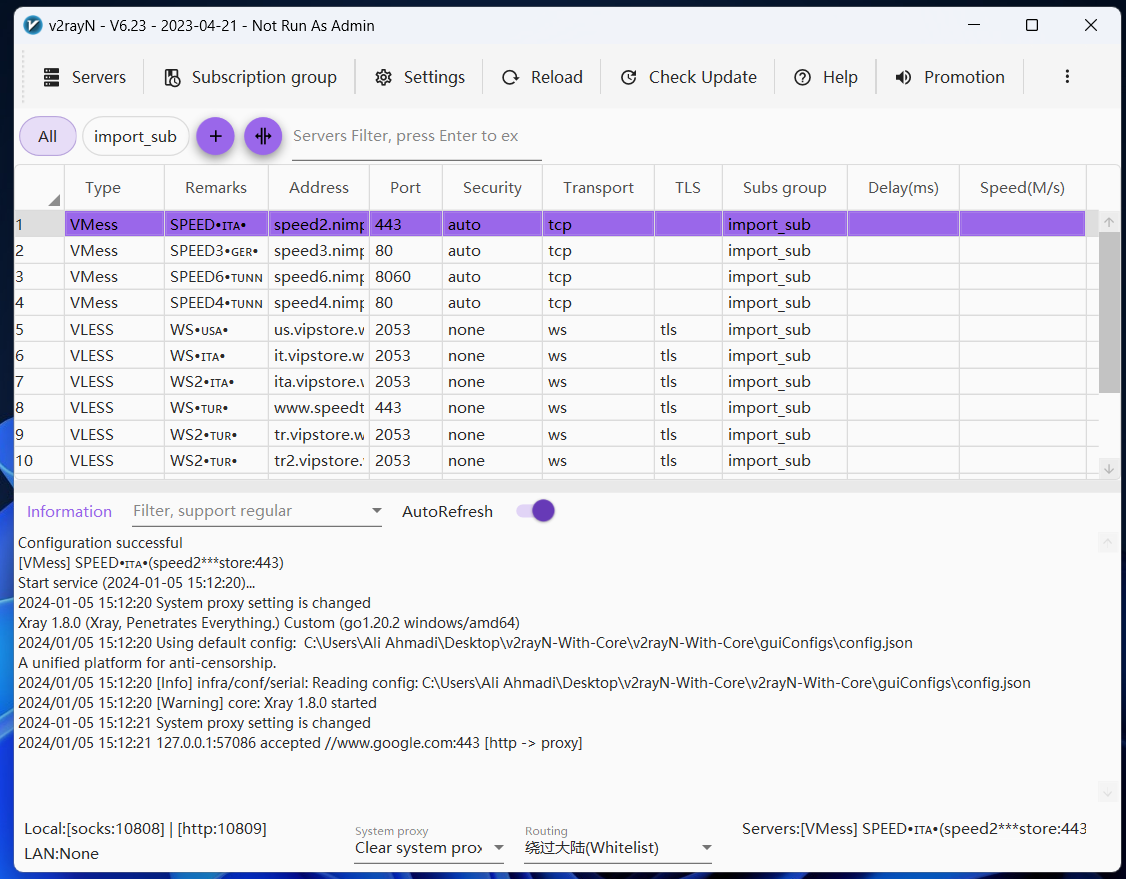 v2rayN - V6.23 - 2023-04-21 - Not Run As Admin
Servers Subscription group Settings Reload Check Update Help Promotion
All import_sub Servers Filter, press Enter to ex
Type Remarks Address Port Security Transport TLS Subs group Delay(ms) Speed(M/s)
1 VMess SPEED•ɪᴛᴀ• speed2.nimp 443 auto tcp import_sub
2 VMess SPEED3•ɢᴇʀ• speed3.nimp 80 auto tcp import_sub
3 VMess SPEED6•ᴛᴜɴɴ speed6.nimp 8060 auto tcp import_sub
4 VMess SPEED4•ᴛᴜɴɴ speed4.nimp 80 auto tcp import_sub
5 VLESS WS•ᴜsᴀ• us.vipstore.w 2053 none ws tls import_sub
6 VLESS WS•ɪᴛᴀ• it.vipstore.w 2053 none ws tls import_sub
7 VLESS WS2•ɪᴛᴀ• ita.vipstore.w 2053 none ws tls import_sub
8 VLESS WS•ᴛᴜʀ• www.speedt 443 none ws tls import_sub
9 VLESS WS2•ᴛᴜʀ• tr.vipstore.w 2053 none ws tls import_sub
10 VLESS WS2•ᴛᴜʀ• tr2.vipstore. 2053 none ws tls import_sub
Information Filter, support regular AutoRefresh
Configuration successful
[VMess] SPEED•ɪᴛᴀ•(speed2***store:443)
Start service (2024-01-05 15:12:20)...
2024-01-05 15:12:20 System proxy setting is changed
Xray 1.8.0 (Xray, Penetrates Everything.) Custom (go1.20.2 windows/amd64)
2024/01/05 15:12:20 Using default config:  C:\Users\Ali Ahmadi\Desktop\v2rayN-With-Core\v2rayN-With-Core\guiConfigs\config.json
A unified platform for anti-censorship.
2024/01/05 15:12:20 [Info] infra/conf/serial: Reading config: C:\Users\Ali Ahmadi\Desktop\v2rayN-With-Core\v2rayN-With-Core\guiConfigs\config.json
2024/01/05 15:12:20 [Warning] core: Xray 1.8.0 started
2024-01-05 15:12:21 System proxy setting is changed
2024/01/05 15:12:21 127.0.0.1:57086 accepted //www.google.com:443 [http -> proxy]
Local:[socks:10808] | [http:10809]
LAN:None
System proxy
Clear system prox
Routing
绕过大陆(Whitelist)
Servers:[VMess] SPEED•ɪᴛᴀ•(speed2***store:443